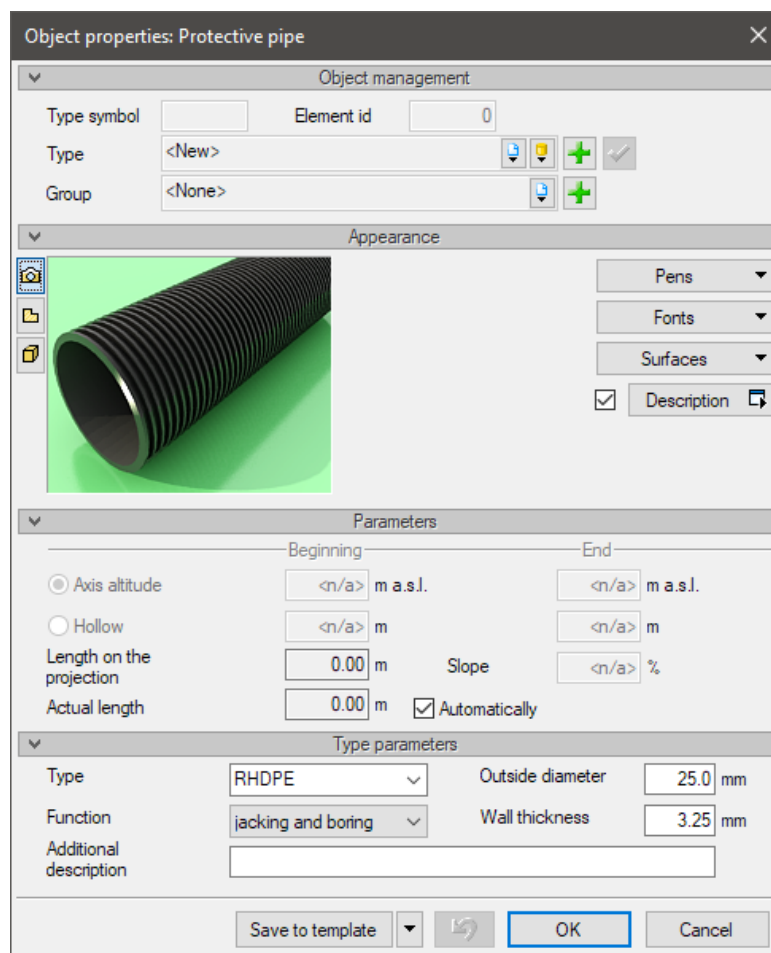 Object properties: Protective pipe
Object management
Type symbol Element id 0
Type <New>
Group <None>
Appearance
Pens
Fonts
Surfaces
Description
Parameters
Beginning End
Axis altitude <n/a> m a.s.l. <n/a> m a.s.l.
Hollow <n/a> m <n/a> m
Length on the
projection 0.00 m Slope <n/a> %
Actual length 0.00 m Automatically
Type parameters
Type RHDPE Outside diameter 25.0 mm
Function jacking and boring Wall thickness 3.25 mm
Additional
description
Save to template OK Cancel